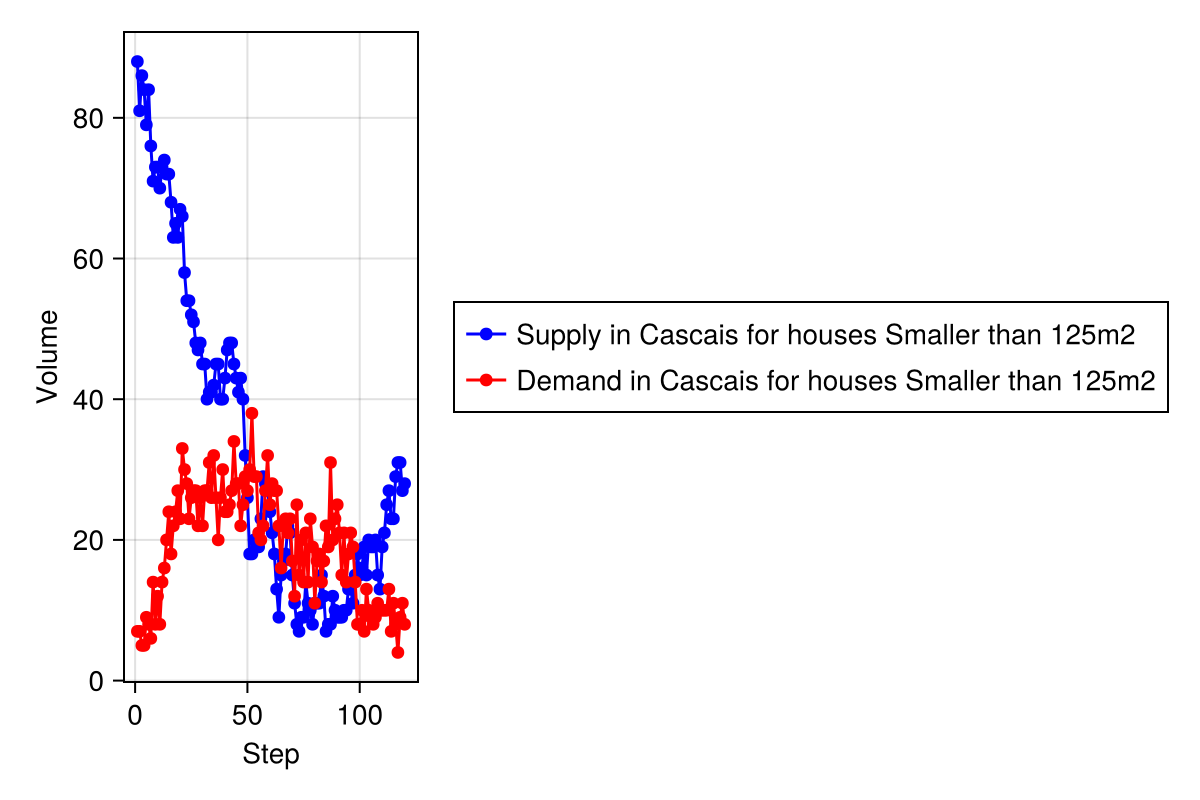 Volume
80
60
40
20
0
0 50 100
Step
Supply in Cascais for houses Smaller than 125m2
Demand in Cascais for houses Smaller than 125m2